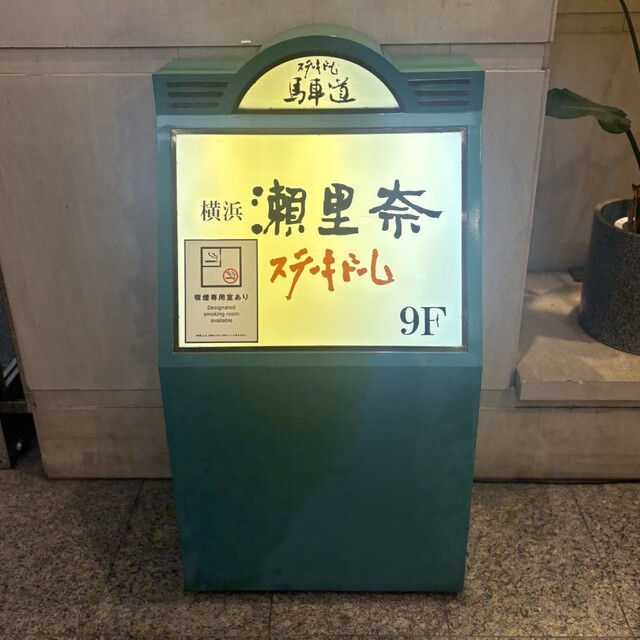 ステーキドーム
馬車道
横浜 瀬里奈
ステーキドーム
喫煙専用室あり
Designated
smoking room
available
9F